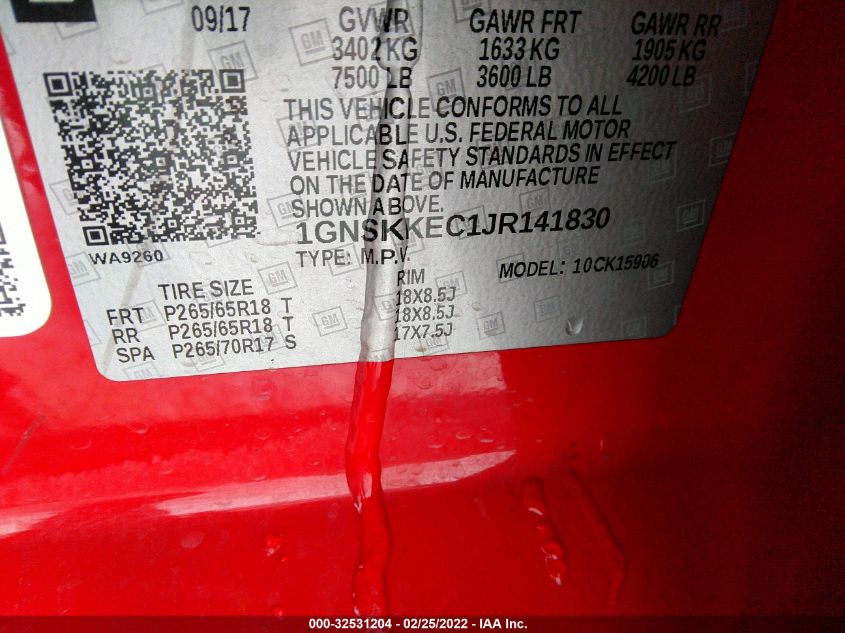 09/17 GVWR GAWR FRT GAWR RR
3402 KG 1633 KG 1905 KG
7500 LB 3600 LB 4200 LB
THIS VEHICLE CONFORMS TO ALL
APPLICABLE U.S. FEDERAL MOTOR
VEHICLE SAFETY STANDARDS IN EFFECT
ON THE DATE OF MANUFACTURE
SHOWN ABOVE.
1GNSKKEC1JR141830
WA9260
TYPE: M.P.V. MODEL: 10CK15906
TIRE SIZE RIM
FRT P265/65R18 T 18X8.5J
RR P265/65R18 T 18X8.5J
SPA P265/70R17 S 17X7.5J
GM
000-32531204 - 02/25/2022 - IAA Inc.